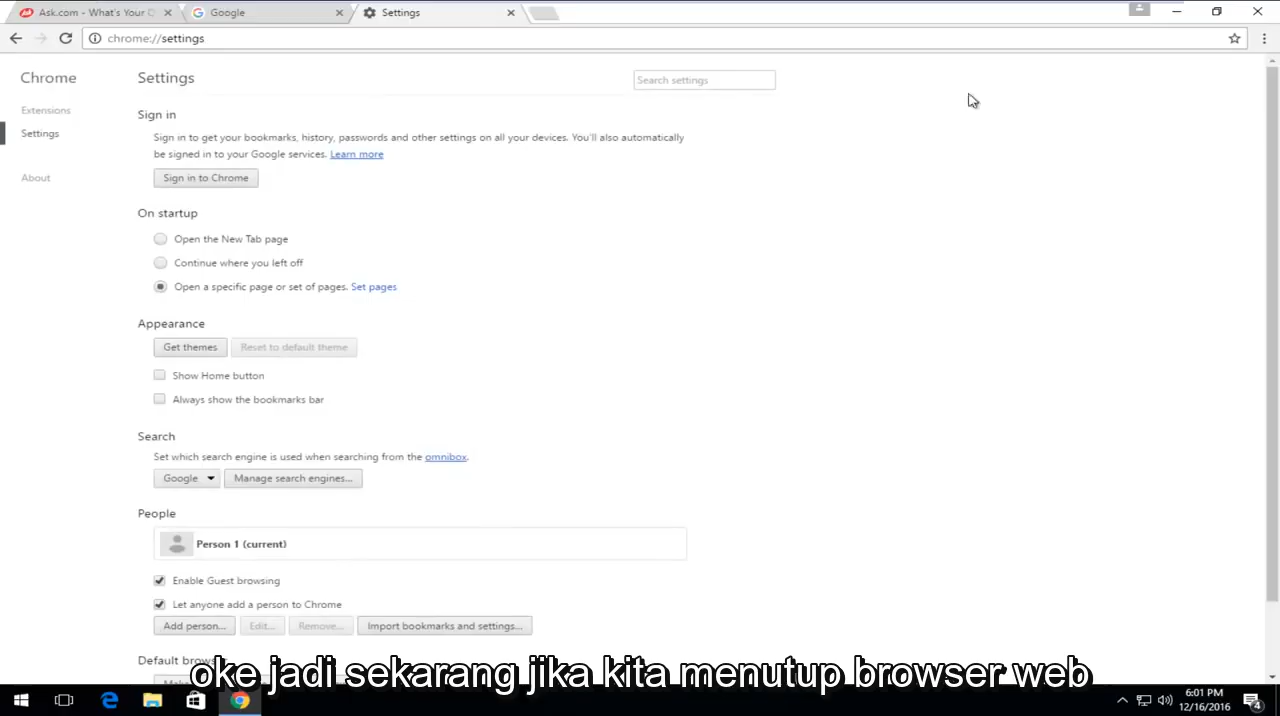 Ask.com - What's Your
Google
Settings
chrome://settings
Chrome
Settings
Search settings
Extensions
Settings
About
Sign in
Sign in to get your bookmarks, history, passwords and other settings on all your devices. You'll also automatically
be signed in to your Google services. Learn more
Sign in to Chrome
On startup
Open the New Tab page
Continue where you left off
Open a specific page or set of pages. Set pages
Appearance
Get themes
Reset to default theme
Show Home button
Always show the bookmarks bar
Search
Set which search engine is used when searching from the omnibox.
Google
Manage search engines...
People
Person 1 (current)
Enable Guest browsing
Let anyone add a person to Chrome
Add person...
Edit...
Remove...
Import bookmarks and settings...
Default browser
oke jadi sekarang jika kita menutup browser web
6:01 PM
12/16/2016
4